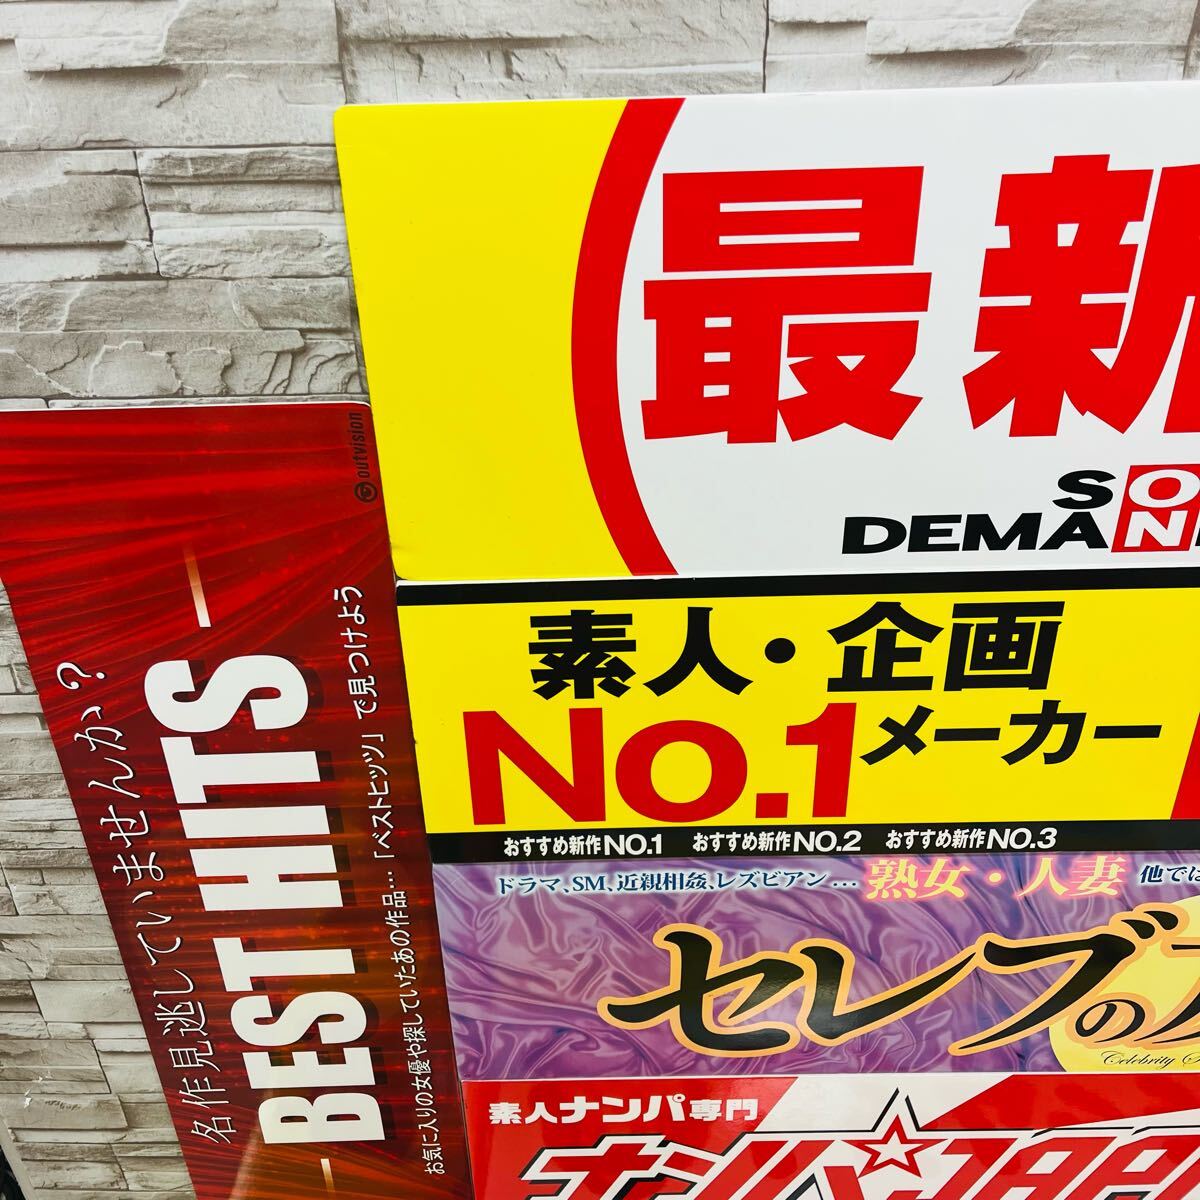 最新
SO
DEMAN
素人・企画
No.1メーカー
おすすめ新作NO.1 おすすめ新作NO.2 おすすめ新作NO.3
ドラマ、SM、近親相姦、レズビアン… 熟女・人妻 他では
セレブの
Celebrity
素人ナンパ専門
ナンパ☆JAPA
outvision
名作見逃していませんか?
BEST HITS
お気に入りの女優や探していたあの作品…「ベストヒッツ」で見つけよう